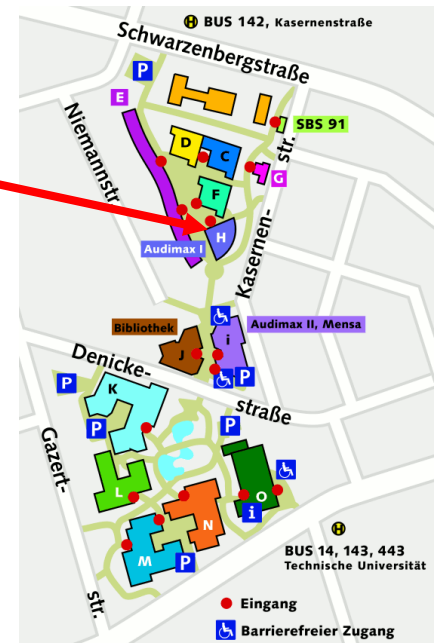 H BUS 142, Kasernenstraße
Schwarzenbergstraße
P
E
SBS 91
Niemannstr.
D
C
str.
G
F
H
Audimax I
Kasernen-
Bibliothek
i
Audimax II, Mensa
J
Denicke-
P
P
K
straße
P
P
Gazert-
L
O
i
N
M
P
H
BUS 14, 143, 443
Technische Universität
str.
Eingang
Barrierefreier Zugang